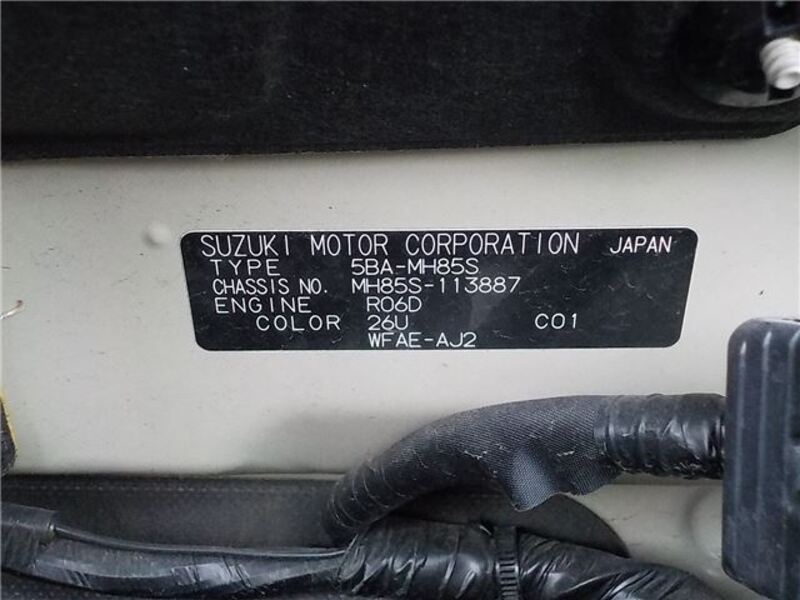 SUZUKI MOTOR CORPORATION JAPAN
TYPE 5BA-MH85S
CHASSIS NO. MH85S-113887
ENGINE R06D
COLOR 26U C01
WFAE-AJ2